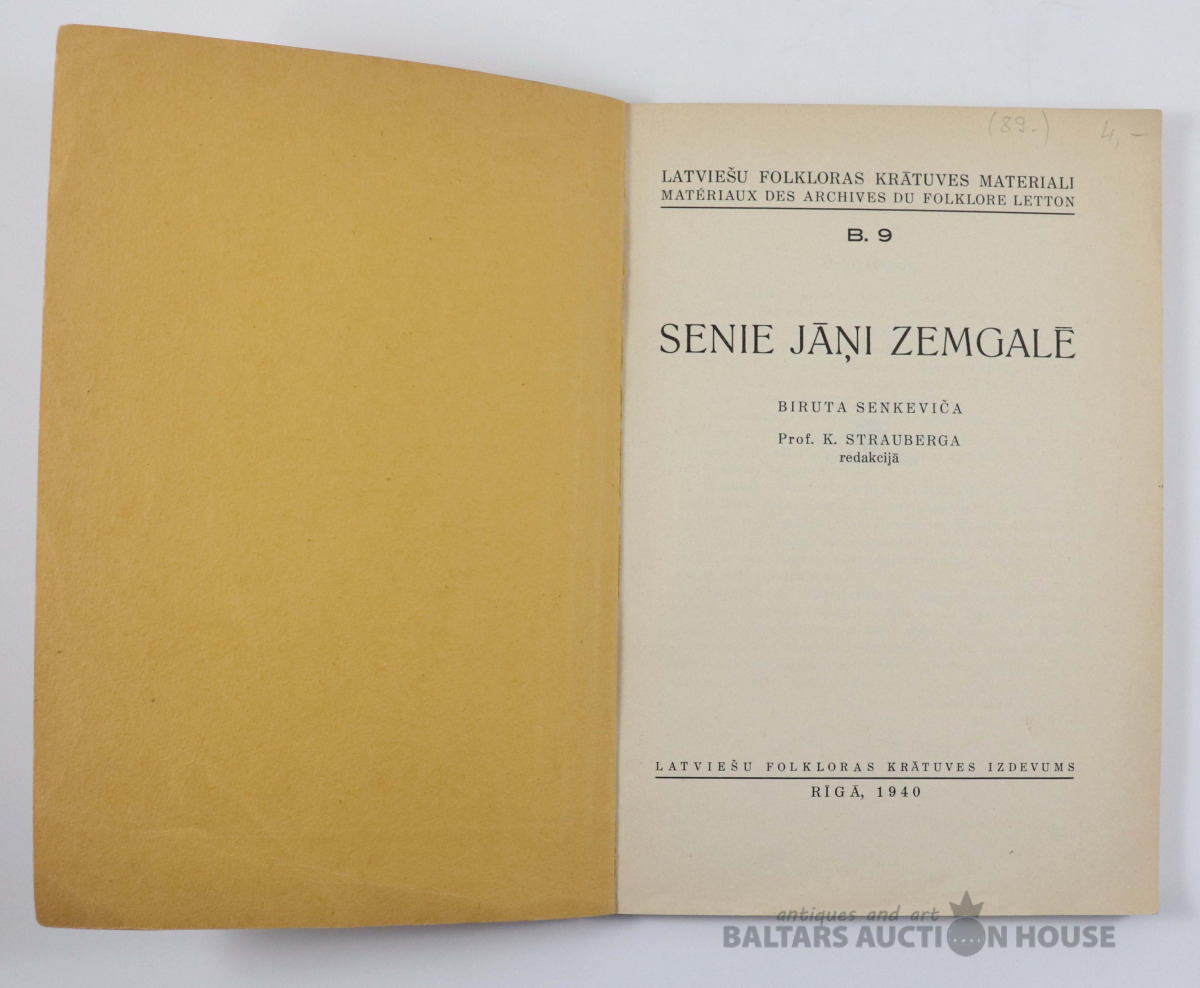 (89.) 4,-
LATVIEŠU FOLKLORAS KRĀTUVES MATERIALI
MATÉRIAUX DES ARCHIVES DU FOLKLORE LETTON
B. 9
SENIE JĀŅI ZEMGALĒ
BIRUTA SENKEVIČA
Prof. K. STRAUBERGA
redakcijā
LATVIEŠU FOLKLORAS KRĀTUVES IZDEVUMS
RĪGĀ, 1940
antiques and art
BALTARS AUCTION HOUSE